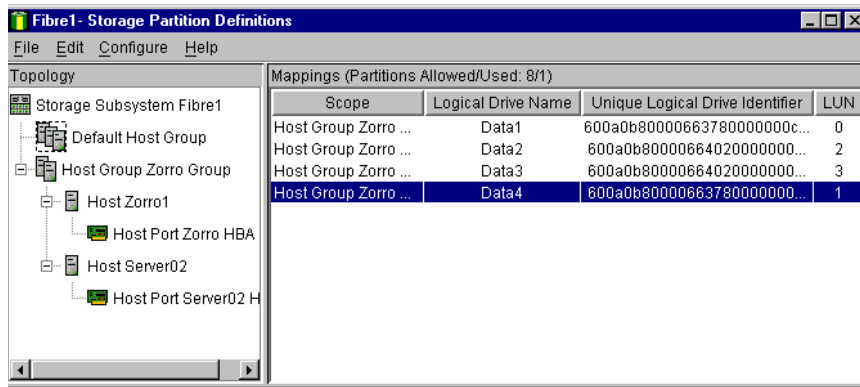 Fibre1- Storage Partition Definitions
File Edit Configure Help
Topology
Storage Subsystem Fibre1
Default Host Group
Host Group Zorro Group
Host Zorro1
Host Port Zorro HBA
Host Server02
Host Port Server02 H
Mappings (Partitions Allowed/Used: 8/1)
Scope Logical Drive Name Unique Logical Drive Identifier LUN
Host Group Zorro ... Data1 600a0b80000663780000000c... 0
Host Group Zorro ... Data2 600a0b80000664020000000... 2
Host Group Zorro ... Data3 600a0b80000664020000000... 3
Host Group Zorro ... Data4 600a0b80000663780000000... 1